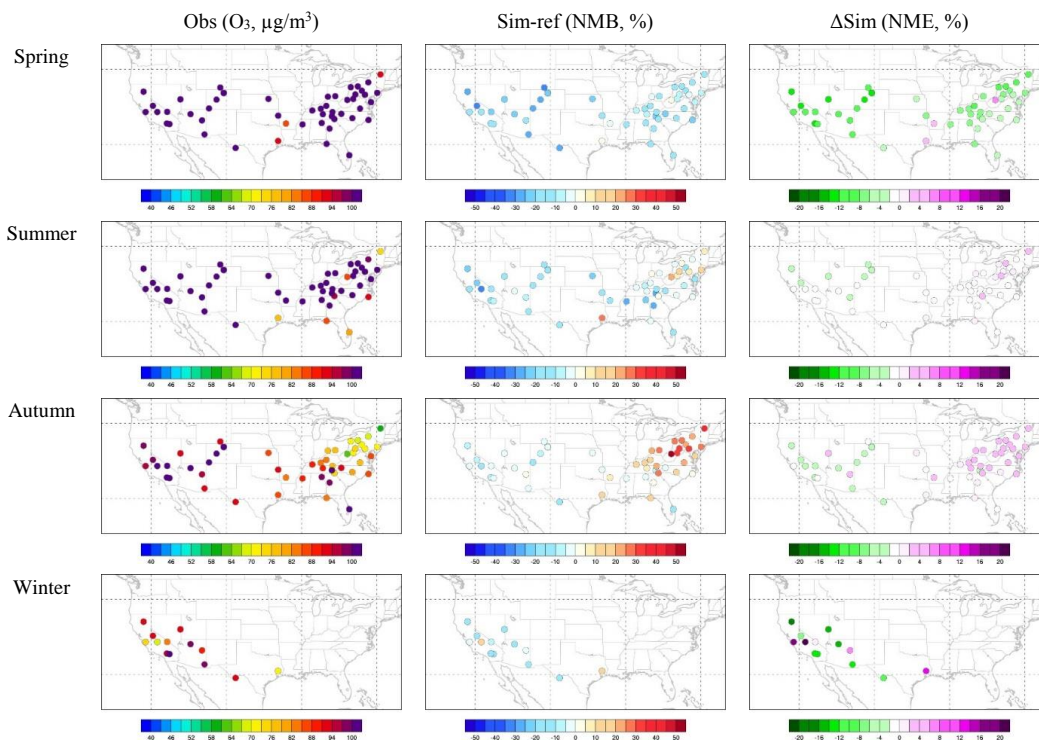 Obs (O₃, µg/m³) Sim-ref (NMB, %) ΔSim (NME, %)
Spring
40 46 52 58 64 70 76 82 88 94 100 -50 -40 -30 -20 -10 0 10 20 30 40 50 -20 -16 -12 -8 -4 0 4 8 12 16 20
Summer
40 46 52 58 64 70 76 82 88 94 100 -50 -40 -30 -20 -10 0 10 20 30 40 50 -20 -16 -12 -8 -4 0 4 8 12 16 20
Autumn
40 46 52 58 64 70 76 82 88 94 100 -50 -40 -30 -20 -10 0 10 20 30 40 50 -20 -16 -12 -8 -4 0 4 8 12 16 20
Winter
40 46 52 58 64 70 76 82 88 94 100 -50 -40 -30 -20 -10 0 10 20 30 40 50 -20 -16 -12 -8 -4 0 4 8 12 16 20